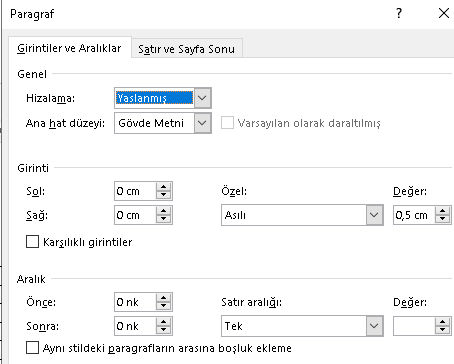 Paragraf ?
Girintiler ve Aralıklar Satır ve Sayfa Sonu
Genel
Hizalama: Yaslanmış
Ana hat düzeyi: Gövde Metni Varsayılan olarak daraltılmış
Girinti
Sol: 0 cm Özel: Değer:
Sağ: 0 cm Asılı 0,5 cm
Karşılıklı girintiler
Aralık
Önce: 0 nk Satır aralığı: Değer:
Sonra: 0 nk Tek
Aynı stildeki paragrafların arasına boşluk ekleme